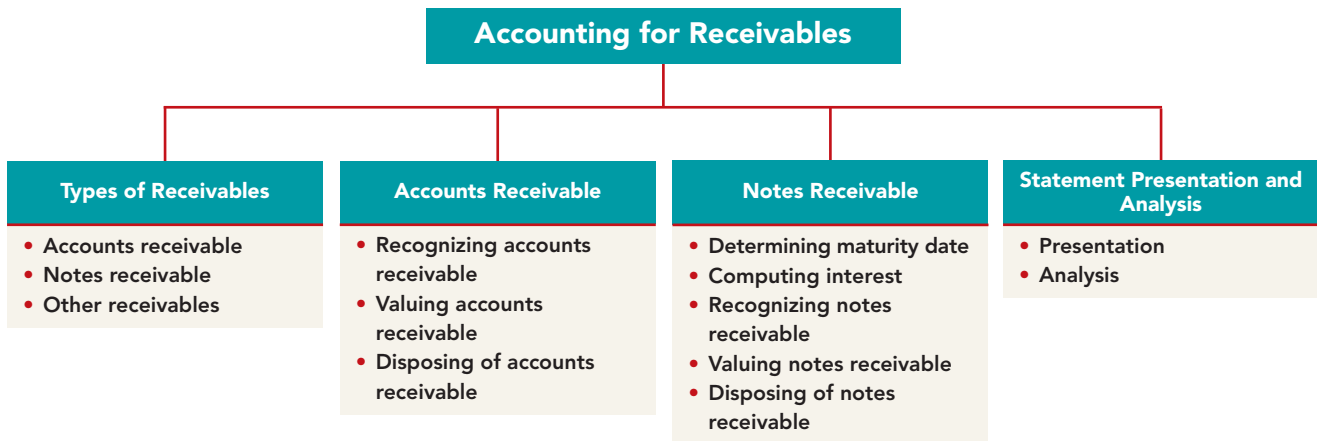 Accounting for Receivables
Types of Receivables
• Accounts receivable
• Notes receivable
• Other receivables
Accounts Receivable
• Recognizing accounts
receivable
• Valuing accounts
receivable
• Disposing of accounts
receivable
Notes Receivable
• Determining maturity date
• Computing interest
• Recognizing notes
receivable
• Valuing notes receivable
• Disposing of notes
receivable
Statement Presentation and
Analysis
• Presentation
• Analysis